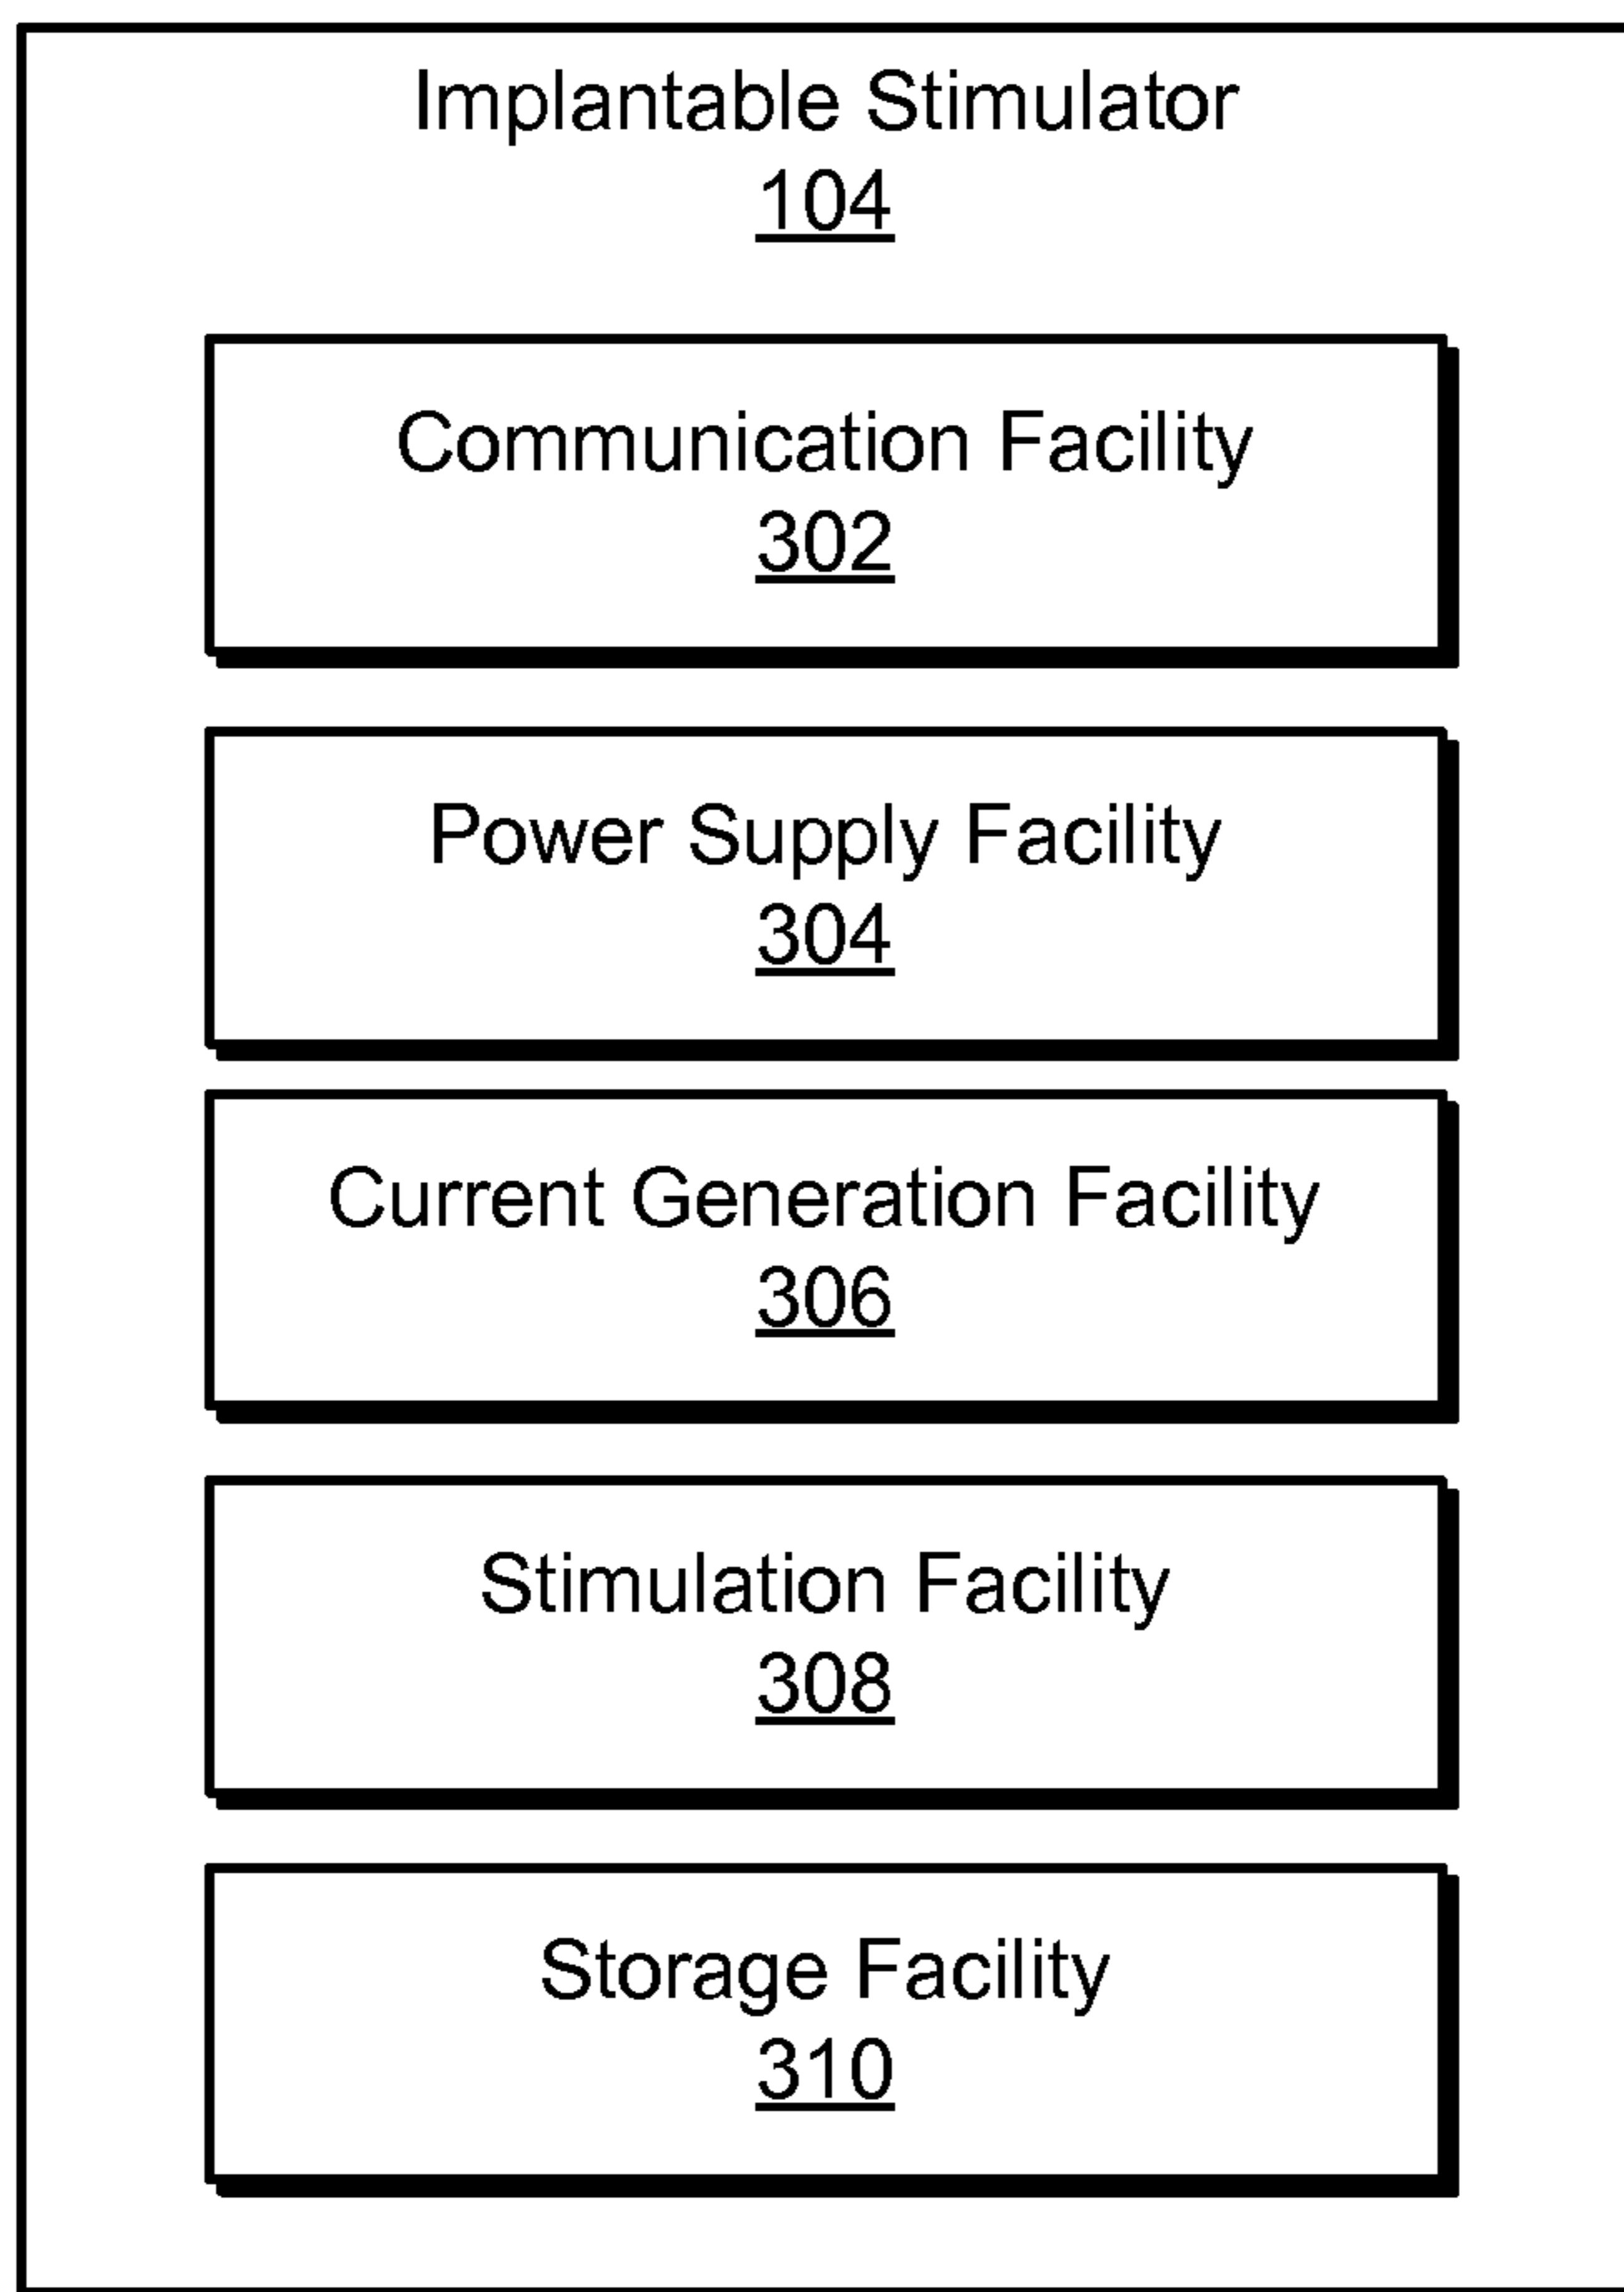 Implantable Stimulator
104
Communication Facility
302
Power Supply Facility
304
Current Generation Facility
306
Stimulation Facility
308
Storage Facility
310